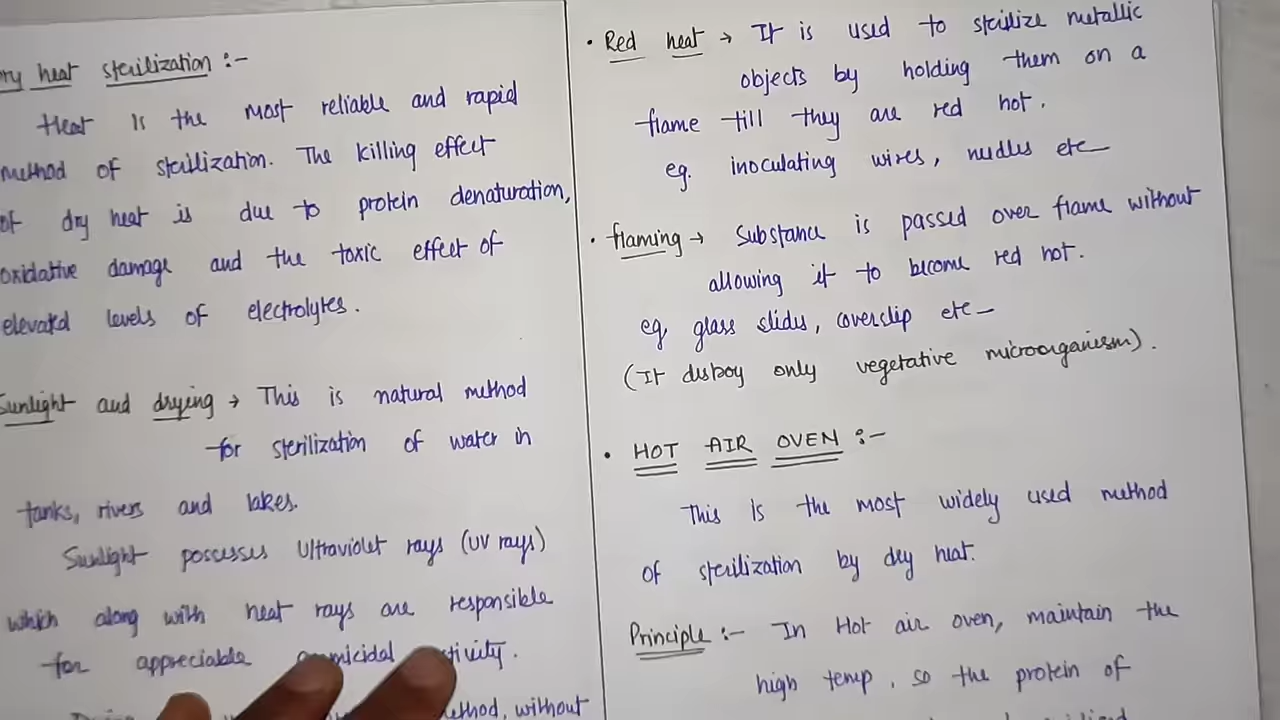 ry heat sterilization :-
Heat is the most reliable and rapid
method of sterilization. The killing effect
of dry heat is due to protein denaturation,
oxidative damage and the toxic effect of
elevated levels of electrolytes.
Sunlight and drying → This is natural method
for sterilization of water in
tanks, rivers and lakes.
Sunlight possesses Ultraviolet rays (UV rays)
which along with heat rays are responsible
for appreciable
method, without
• Red heat → It is used to sterilize metallic
objects by holding them on a
flame till they are red hot.
eg. inoculating wires, needles etc—
• flaming → Substance is passed over flame without
allowing it to become red hot.
eg, glass slides, coverslip etc—
(It distroy only vegetative microorganism).
• HOT AIR OVEN :-
This is the most widely used method
of sterilization by dry heat.
Principle :- In Hot air oven, maintain the
high temp, so the protein of